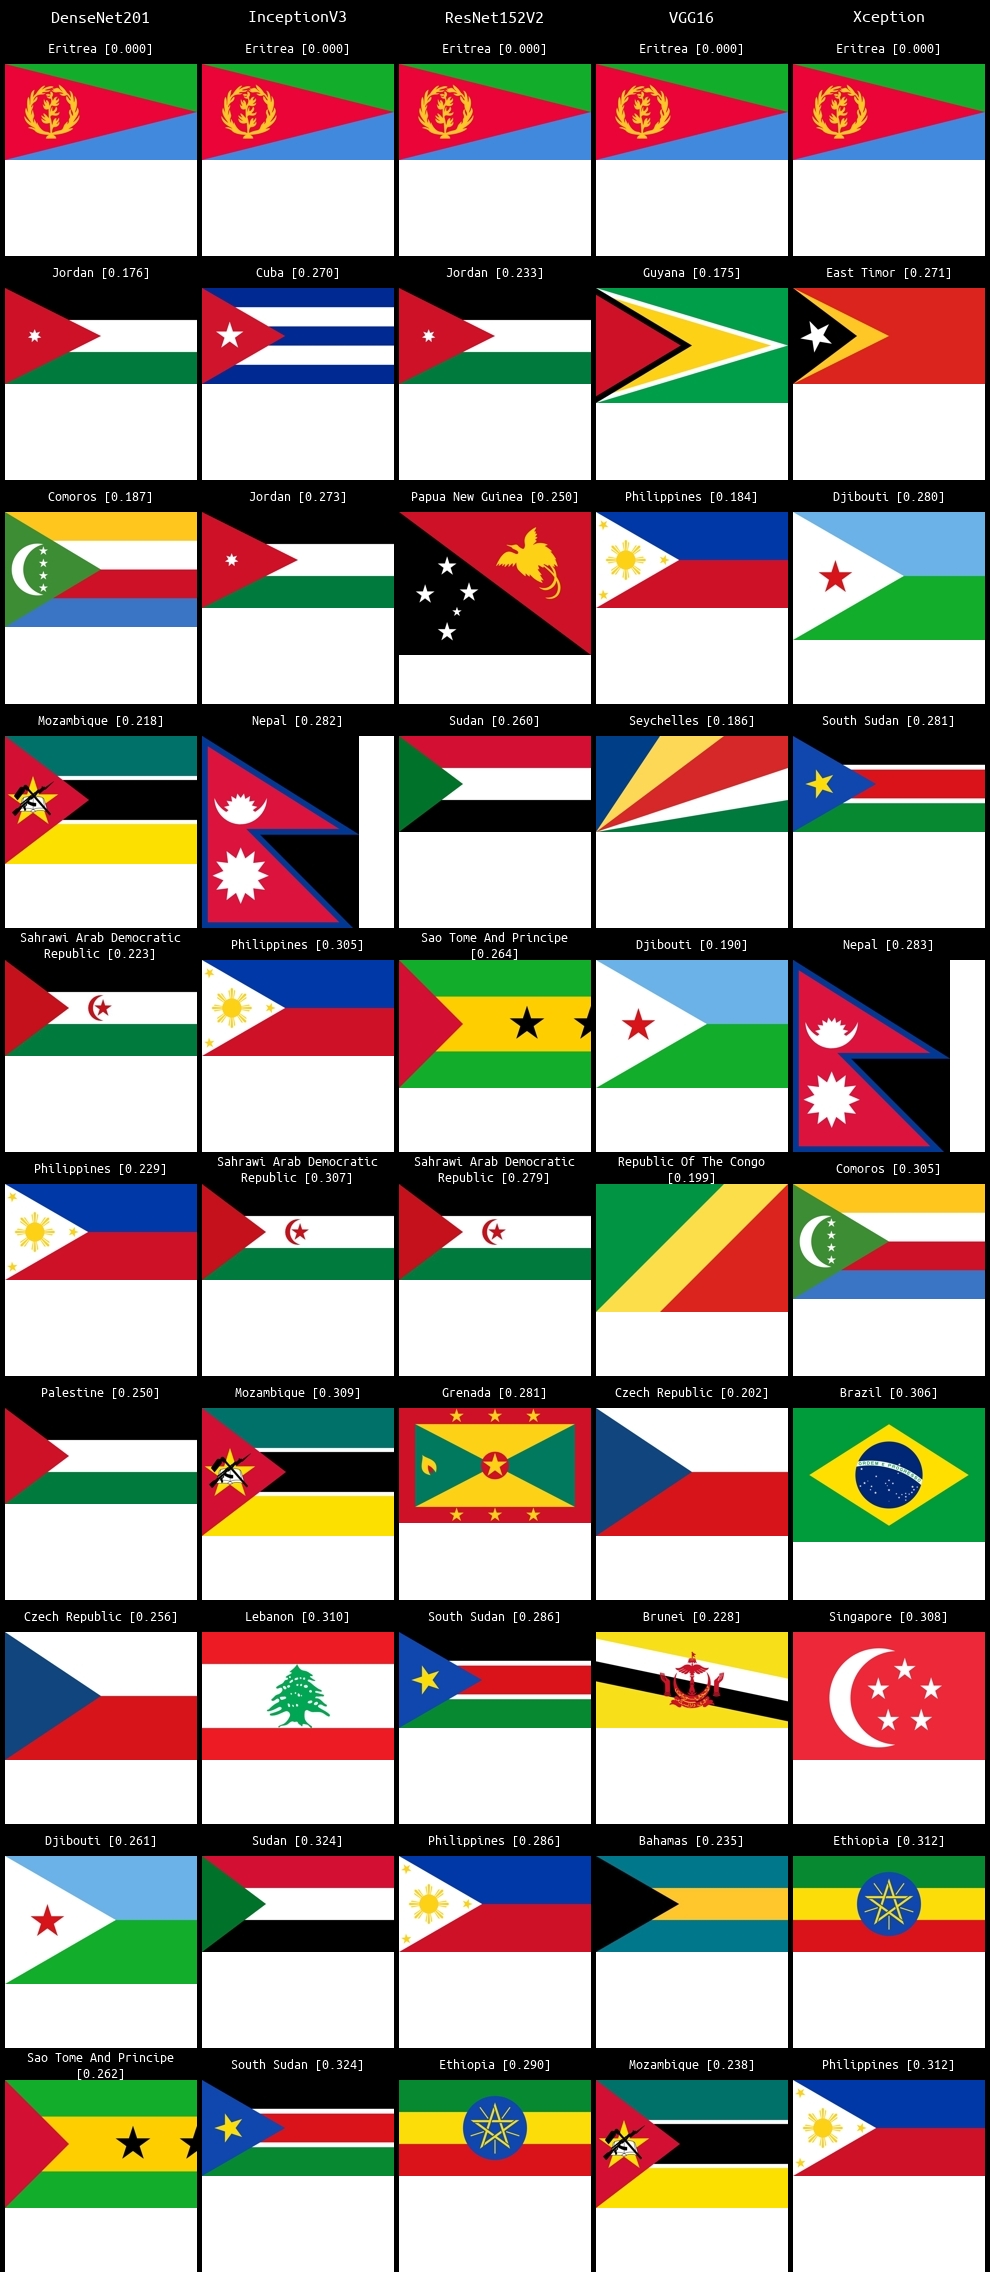 DenseNet201 InceptionV3 ResNet152V2 VGG16 Xception
Eritrea [0.000] Eritrea [0.000] Eritrea [0.000] Eritrea [0.000] Eritrea [0.000]
Jordan [0.176] Cuba [0.270] Jordan [0.233] Guyana [0.175] East Timor [0.271]
Comoros [0.187] Jordan [0.273] Papua New Guinea [0.250] Philippines [0.184] Djibouti [0.280]
Mozambique [0.218] Nepal [0.282] Sudan [0.260] Seychelles [0.186] South Sudan [0.281]
Sahrawi Arab Democratic
Republic [0.223]
Philippines [0.305]
Sao Tome And Principe
[0.264]
Djibouti [0.190]
Nepal [0.283]
Philippines [0.229]
Sahrawi Arab Democratic
Republic [0.307]
Sahrawi Arab Democratic
Republic [0.279]
Republic Of The Congo
[0.199]
Comoros [0.305]
Palestine [0.250] Mozambique [0.309] Grenada [0.281] Czech Republic [0.202] Brazil [0.306]
ORDEM E PROGRESSO
Czech Republic [0.256] Lebanon [0.310] South Sudan [0.286] Brunei [0.228] Singapore [0.308]
Djibouti [0.261] Sudan [0.324] Philippines [0.286] Bahamas [0.235] Ethiopia [0.312]
Sao Tome And Principe
[0.262]
South Sudan [0.324]
Ethiopia [0.290]
Mozambique [0.238]
Philippines [0.312]